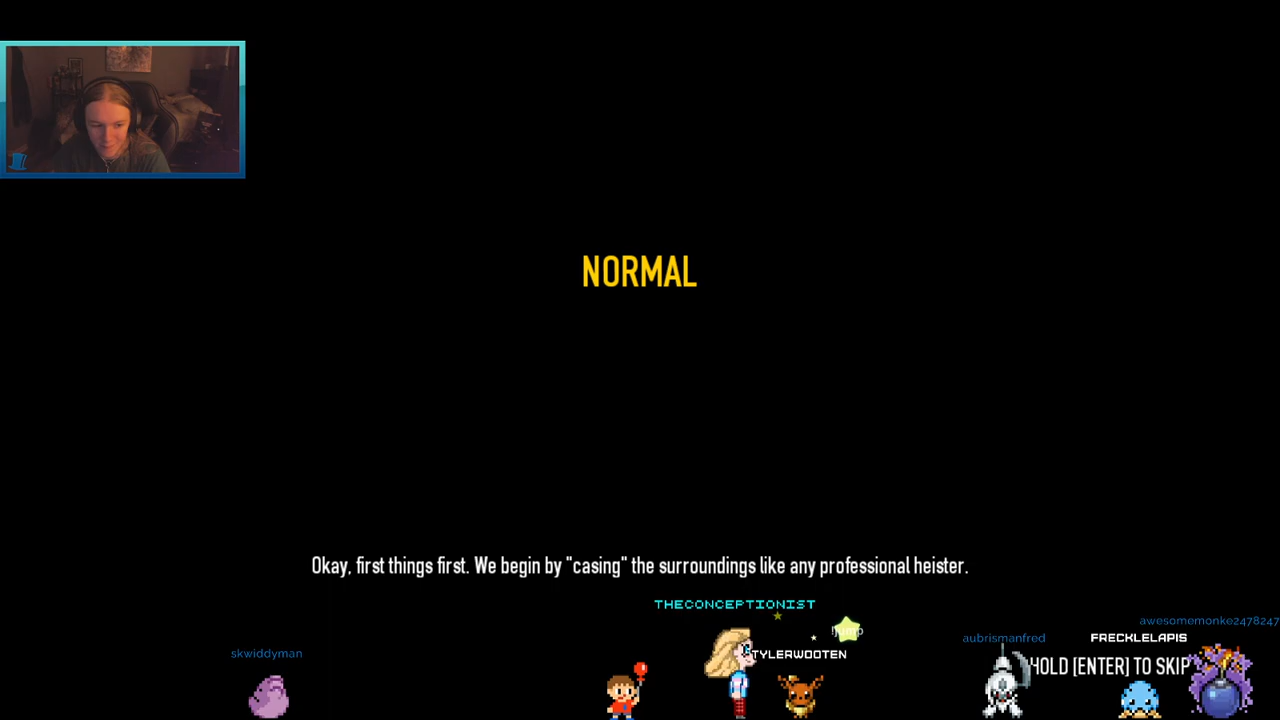 NORMAL
Okay, first things first. We begin by "casing" the surroundings like any professional heister.
THECONCEPTIONIST
awesomemonke2478247
!jump
aubrismanfred
FRECKLELAPIS
skwiddyman
TYLERWOOTEN
HOLD [ENTER] TO SKIP